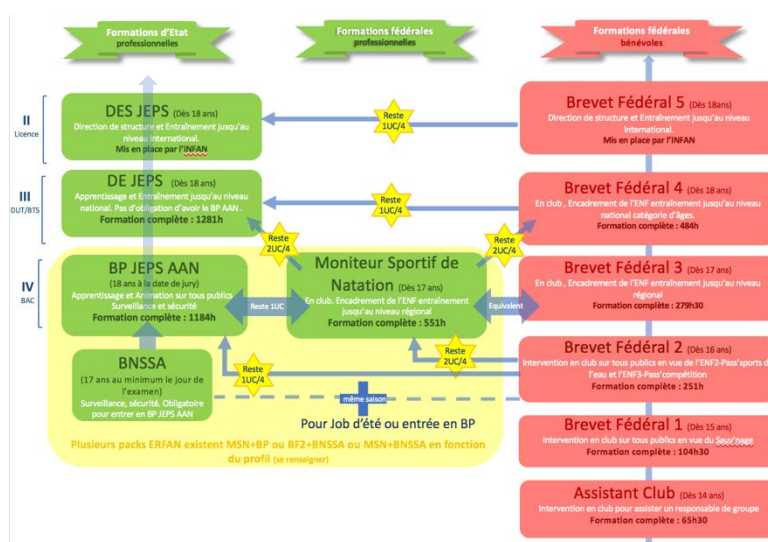 Formations d'Etat
professionnelles
Formations fédérales
professionnelles
Formations fédérales
bénévoles
II
Licence
DES JEPS (Dès 18 ans)
Direction de structure et Entraînement jusqu'au
niveau International.
Mis en place par l'INFAN
Reste
1UC/4
Brevet Fédéral 5 (Dès 18ans)
Direction de structure et Entraînement jusqu'au niveau
International.
Mis en place par l'INFAN
III
DUT/BTS
DE JEPS (Dès 18 ans)
Apprentissage et Entraînement jusqu'au niveau
national. Pas d'obligation d'avoir le BP AAN .
Formation complète : 1281h
Reste
1UC/4
Brevet Fédéral 4 (Dès 18 ans)
En club , Encadrement de l'ENF entraînement jusqu'au niveau
national catégorie d'âges.
Formation complète : 484h
Reste
2UC/4
Reste
2UC/4
IV
BAC
BP JEPS AAN
(18 ans à la date de jury)
Apprentissage et Animation sur tous publics
Surveillance et sécurité
Formation complète : 1184h
Reste 1UC
Moniteur Sportif de
Natation (Dès 17 ans)
En club. Encadrement de l'ENF entraînement
jusqu'au niveau régional
Formation complète : 551h
Equivalent
Brevet Fédéral 3 (Dès 17 ans)
En club , Encadrement de l'ENF entraînement jusqu'au niveau
régional
Formation complète : 279h30
BNSSA
(17 ans au minimum le jour de
l'examen)
Surveillance, sécurité. Obligatoire
pour entrer en BP JEPS AAN
Reste
1UC/4
Reste
2UC/4
Brevet Fédéral 2 (Dès 16 ans)
Intervention en club sur tous publics en vue de l'ENF2-Pass'sports de
l'eau et l'ENF3-Pass'compétition
Formation complète : 251h
même saison
Pour Job d'été ou entrée en BP
Plusieurs packs ERFAN existent MSN+BP ou BF2+BNSSA ou MSN+BNSSA en fonction
du profil (se renseigner)
Brevet Fédéral 1 (Dès 15 ans)
Intervention en club sur tous publics en vue du Sauv'nage
Formation complète : 104h30
Assistant Club (Dès 14 ans)
Intervention en club pour assister un responsable de groupe
Formation complète : 65h30